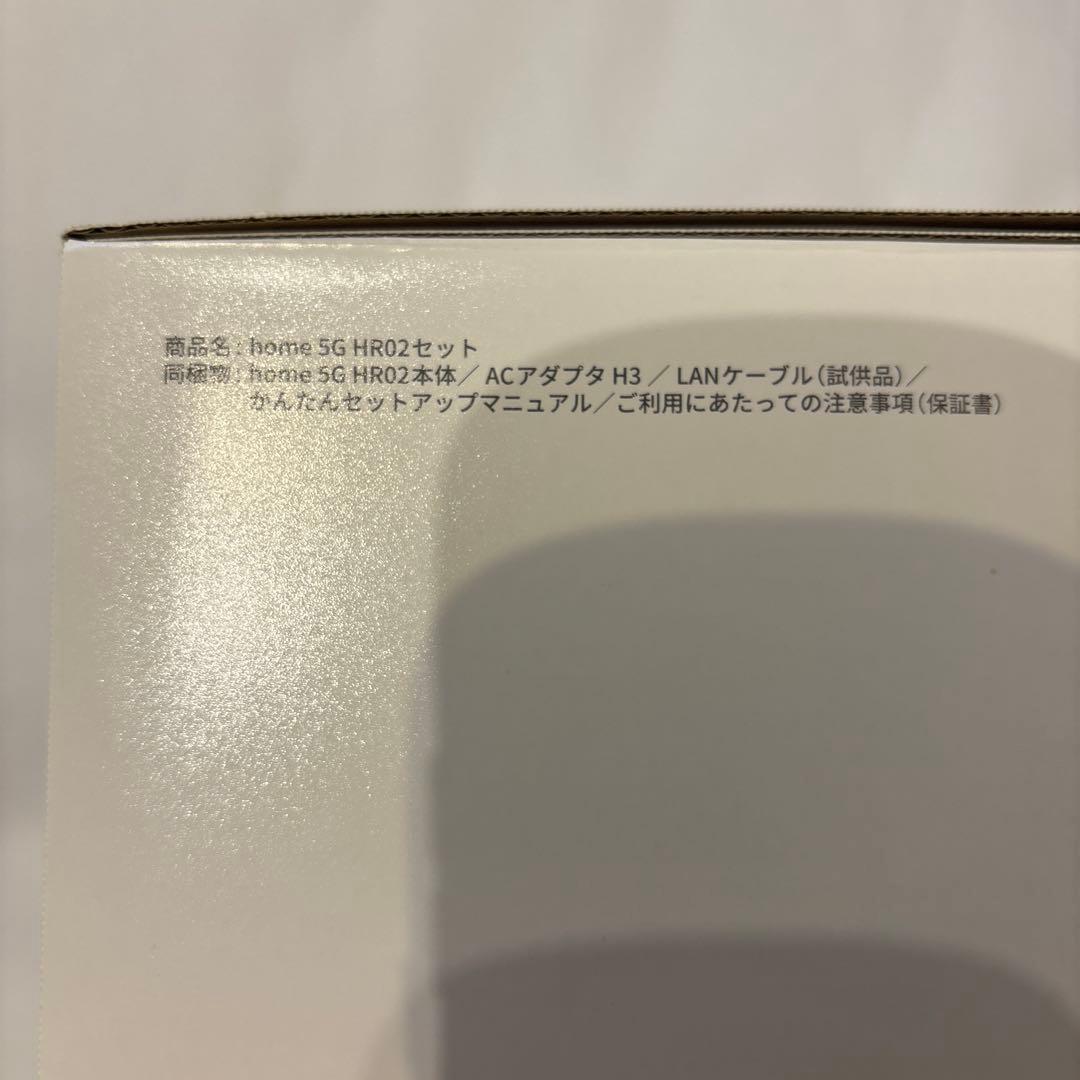 商品名：home 5G HR02セット
同梱物：home 5G HR02本体／ ACアダプタ H3 ／ LANケーブル（試供品）／
かんたんセットアップマニュアル／ご利用にあたっての注意事項（保証書）